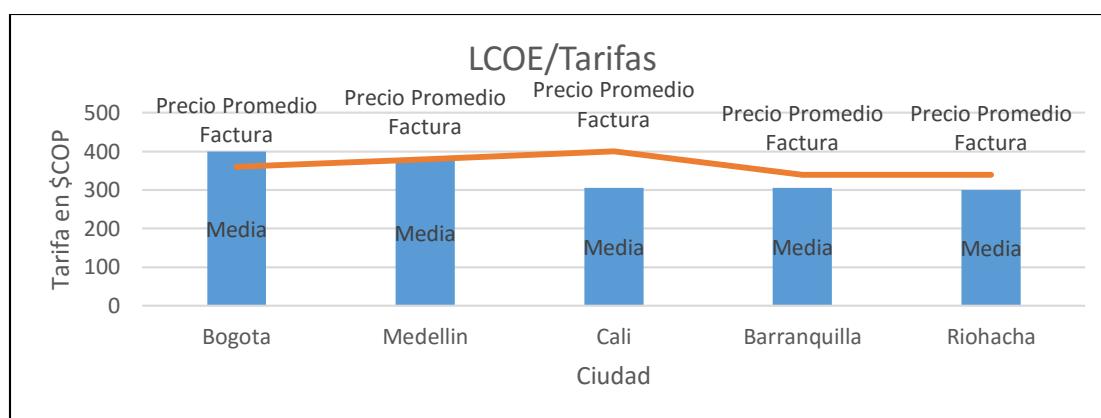 LCOE/Tarifas
Precio Promedio
Factura
Precio Promedio
Factura
Precio Promedio
Factura
Precio Promedio
Factura
Precio Promedio
Factura
Tarifa en $COP
500
400
300
200
100
0
Media
Media
Media
Media
Media
Bogota
Medellin
Cali
Barranquilla
Riohacha
Ciudad